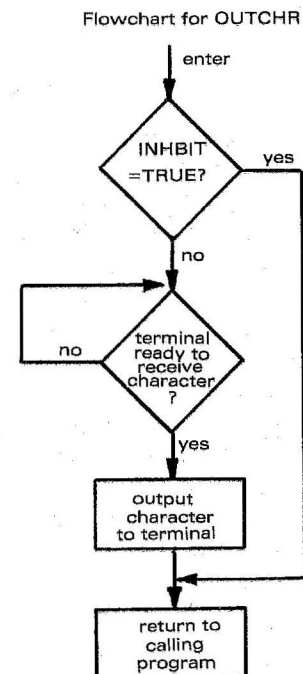 Flowchart for OUTCHR
enter
INHBIT
=TRUE?
yes
no
terminal
ready to
receive
character
?
no
yes
output
character
to terminal
return to
calling
program